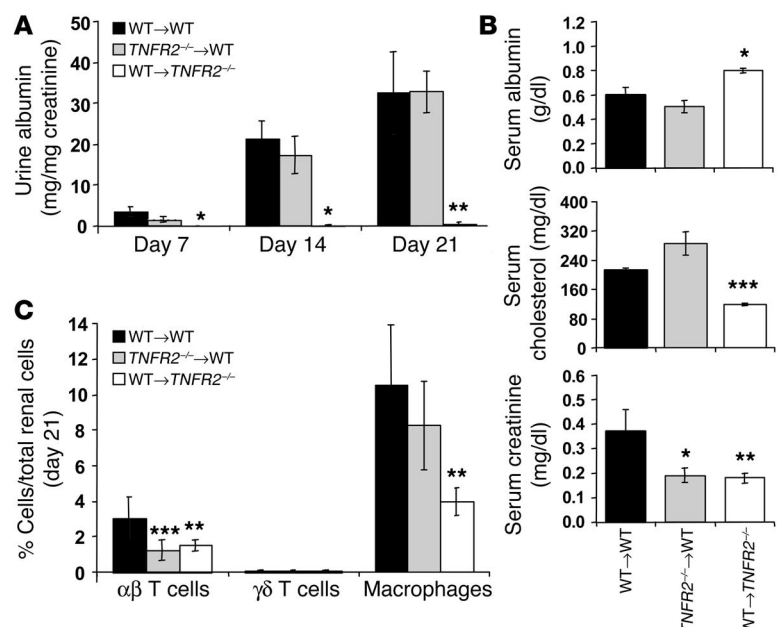 A
50
40
30
20
10
0
Urine albumin
(mg/mg creatinine)
WT→WT
TNFR2–/–→WT
WT→TNFR2–/–
*
*
**
Day 7
Day 14
Day 21
B
1.2
1.0
0.8
0.6
0.4
0.2
0.0
Serum albumin
(g/dl)
*
400
320
240
160
80
0
Serum
cholesterol (mg/dl)
***
0.6
0.5
0.4
0.3
0.2
0.1
0.0
Serum creatinine
(mg/dl)
*
**
WT→WT
TNFR2–/–→WT
WT→TNFR2–/–
C
14
12
10
8
6
4
2
0
% Cells/total renal cells
(day 21)
WT→WT
TNFR2–/–→WT
WT→TNFR2–/–
***
**
**
αβ T cells
γδ T cells
Macrophages